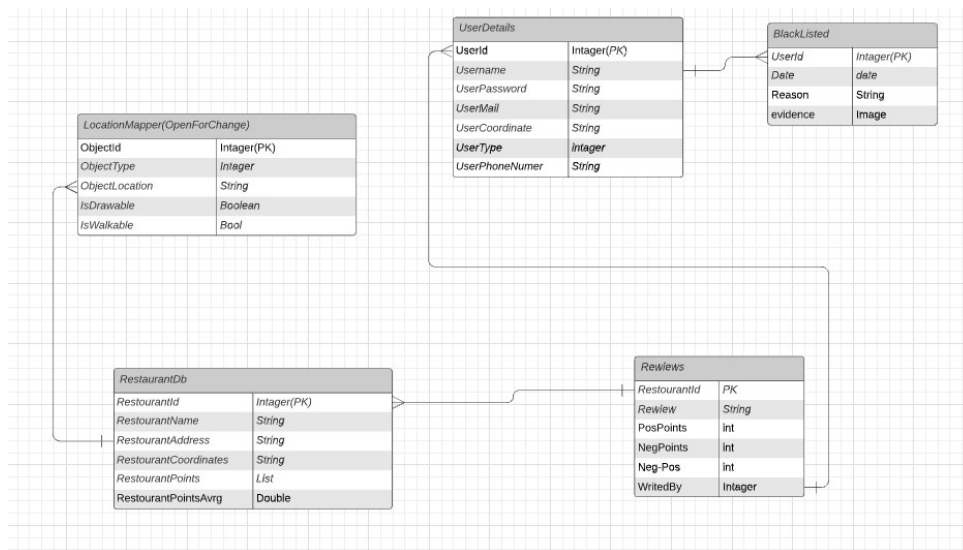 UserDetails
UserId Intager(PK)
Username String
UserPassword String
UserMail String
UserCoordinate String
UserType integer
UserPhoneNumer String
BlackListed
UserId Intager(PK)
Date date
Reason String
evidence Image
LocationMapper(OpenForChange)
ObjectId Intager(PK)
ObjectType Intager
ObjectLocation String
IsDrawable Boolean
IsWalkable Bool
RestaurantDb
RestourantId Intager(PK)
RestourantName String
RestourantAddress String
RestourantCoordinates String
RestourantPoints List
RestourantPointsAvrg Double
Rewiews
RestourantId PK
Rewiew String
PosPoints int
NegPoints int
Neg-Pos int
WritedBy Intager